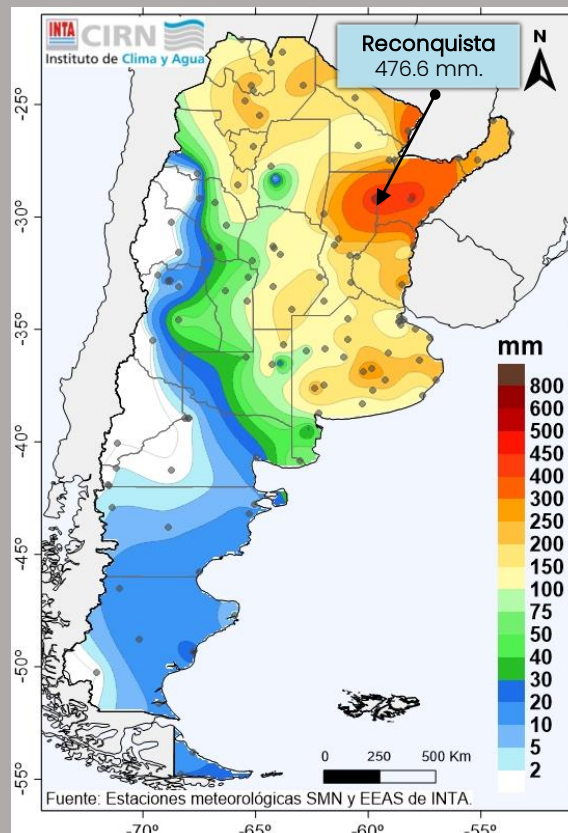 INTA CIRN
Instituto de Clima y Agua
Reconquista
476.6 mm.
N
-25°
-30°
-35°
-40°
-45°
-50°
-55°
mm
800
600
500
450
400
300
250
200
150
100
75
50
40
30
20
10
5
2
0 250 500 Km
Fuente: Estaciones meteorológicas SMN y EEAS de INTA.
-70° -65° -60° -55°